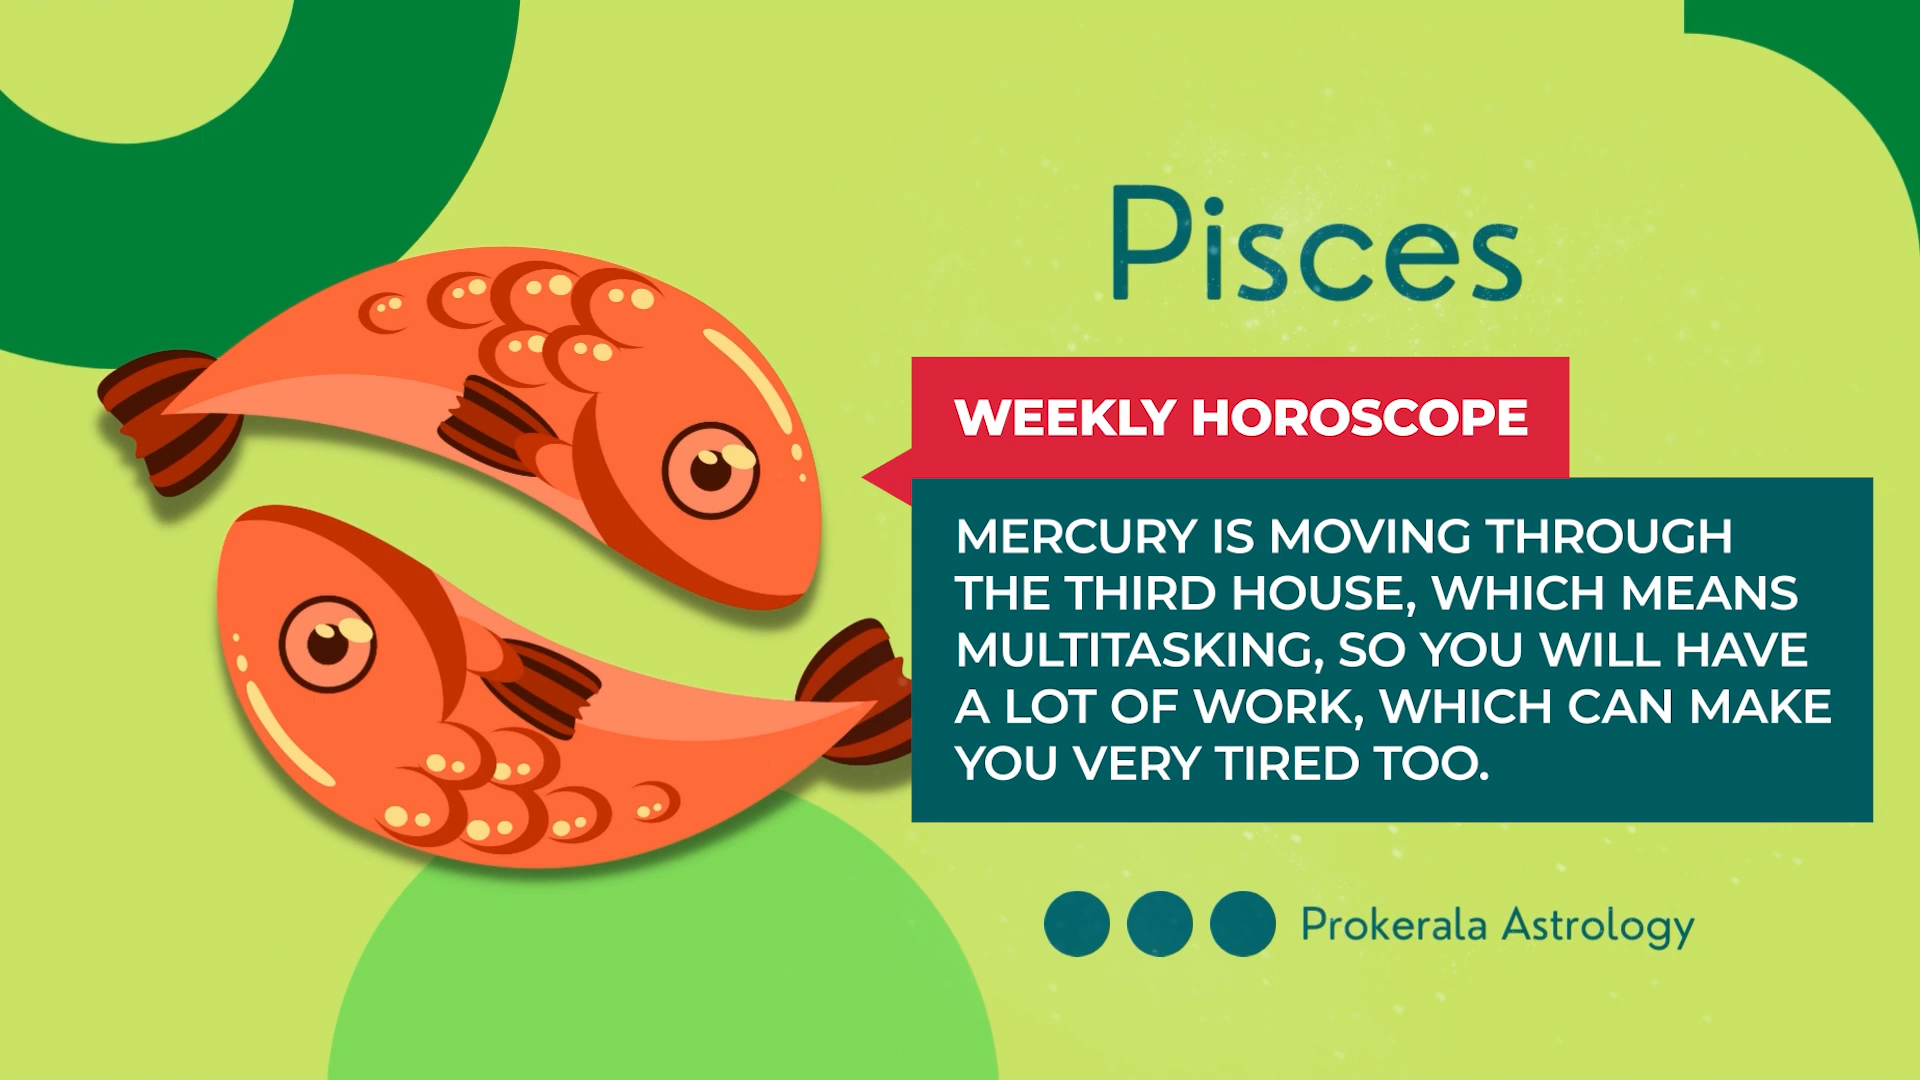 Pisces
WEEKLY HOROSCOPE
MERCURY IS MOVING THROUGH
THE THIRD HOUSE, WHICH MEANS
MULTITASKING, SO YOU WILL HAVE
A LOT OF WORK, WHICH CAN MAKE
YOU VERY TIRED TOO.
Prokerala Astrology